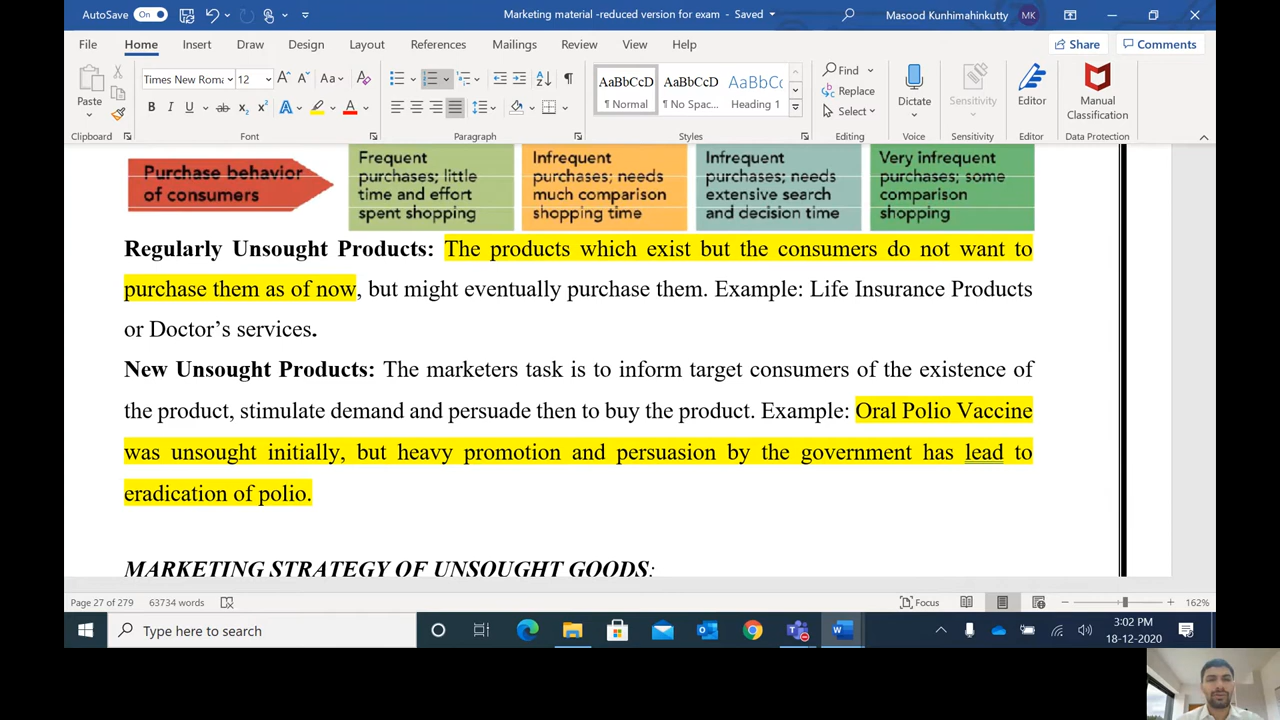 AutoSave On Marketing material -reduced version for exam - Saved Masood Kunhimahinkutty MK
File Home Insert Draw Design Layout References Mailings Review View Help Share Comments
Paste Times New Roma 12 A A Aa A
B I U ab x₂ x² A A
AaBbCcD AaBbCcD AaBbCc
¶ Normal ¶ No Spac... Heading 1
Find
Replace
Select
Dictate Sensitivity Editor Manual Classification
Clipboard Font Paragraph Styles Editing Voice Sensitivity Editor Data Protection
Purchase behavior
of consumers
Frequent
purchases; little
time and effort
spent shopping
Infrequent
purchases; needs
much comparison
shopping time
Infrequent
purchases; needs
extensive search
and decision time
Very infrequent
purchases; some
comparison
shopping
Regularly Unsought Products: The products which exist but the consumers do not want to
purchase them as of now, but might eventually purchase them. Example: Life Insurance Products
or Doctor's services.
New Unsought Products: The marketers task is to inform target consumers of the existence of
the product, stimulate demand and persuade then to buy the product. Example: Oral Polio Vaccine
was unsought initially, but heavy promotion and persuasion by the government has lead to
eradication of polio.
MARKETING STRATEGY OF UNSOUGHT GOODS:
Page 27 of 279 63734 words Focus 162%
Type here to search 3:02 PM
18-12-2020